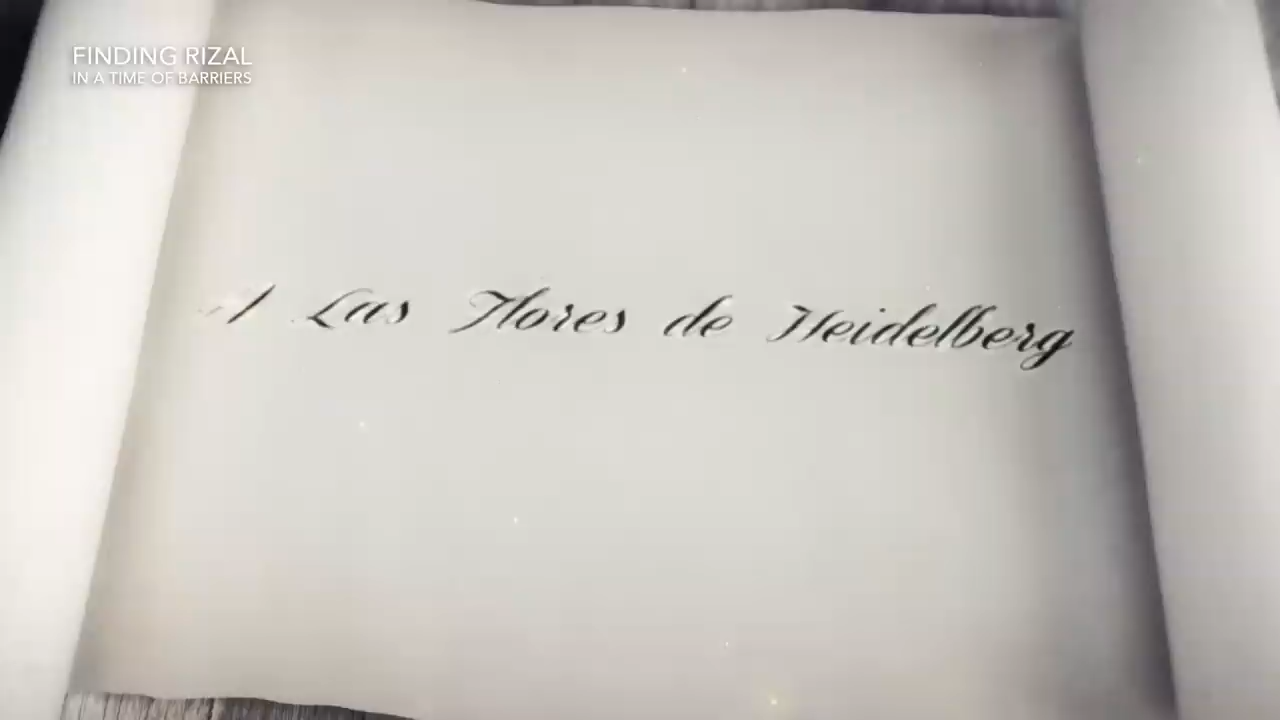 FINDING RIZAL
IN A TIME OF BARRIERS
A Las Flores de Heidelberg